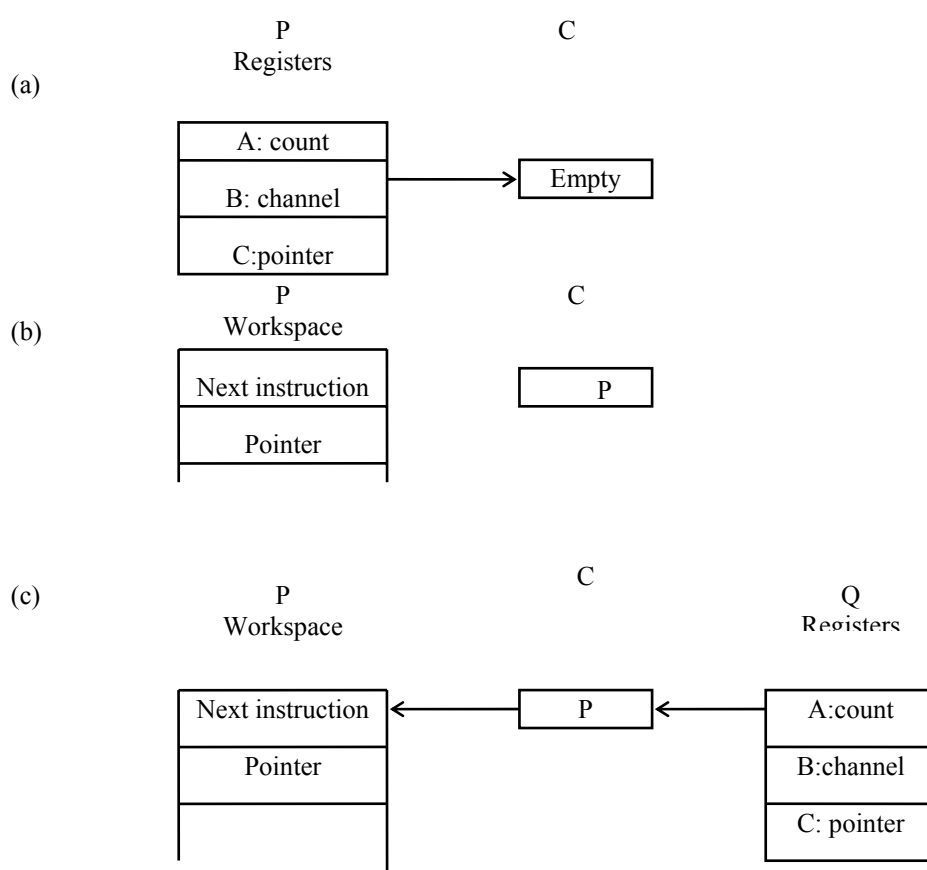 P C
Registers
(a)
A: count
Empty
B: channel
C:pointer
P C
Workspace
(b)
Next instruction
P
Pointer
C
(c) P Q
Workspace Registers
Next instruction P A:count
Pointer B:channel
C: pointer